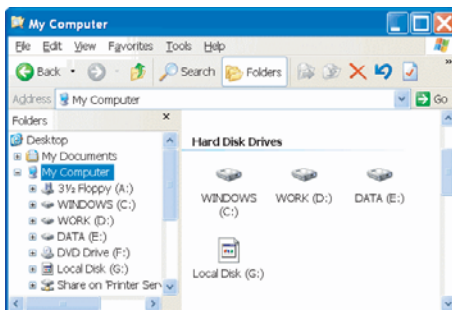 My Computer
File Edit View Favorites Tools Help
Back Search Folders »
Address My Computer Go
Folders x
Desktop
My Documents
My Computer
3½ Floppy (A:)
WINDOWS (C:)
WORK (D:)
DATA (E:)
DVD Drive (F:)
Local Disk (G:)
Share on 'Printer Serv
Hard Disk Drives
WINDOWS (C:)
WORK (D:)
DATA (E:)
Local Disk (G:)